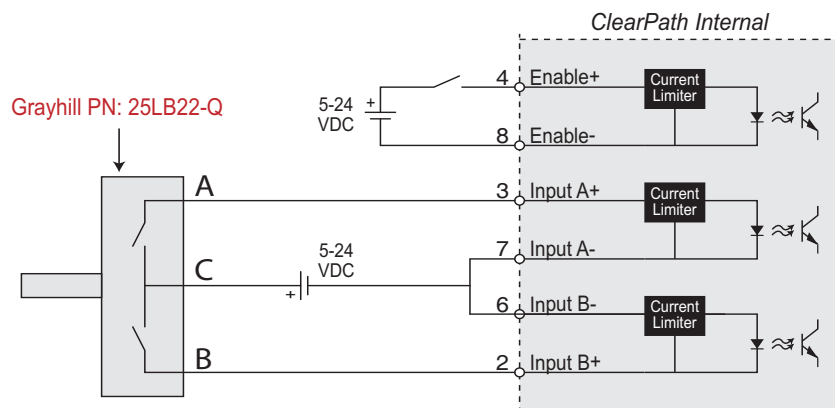 ClearPath Internal
Grayhill PN: 25LB22-Q
5-24
VDC
+
4 Enable+
Current
Limiter
8 Enable-
A
3 Input A+
Current
Limiter
C
5-24
VDC
+
7 Input A-
6 Input B-
Current
Limiter
B
2 Input B+